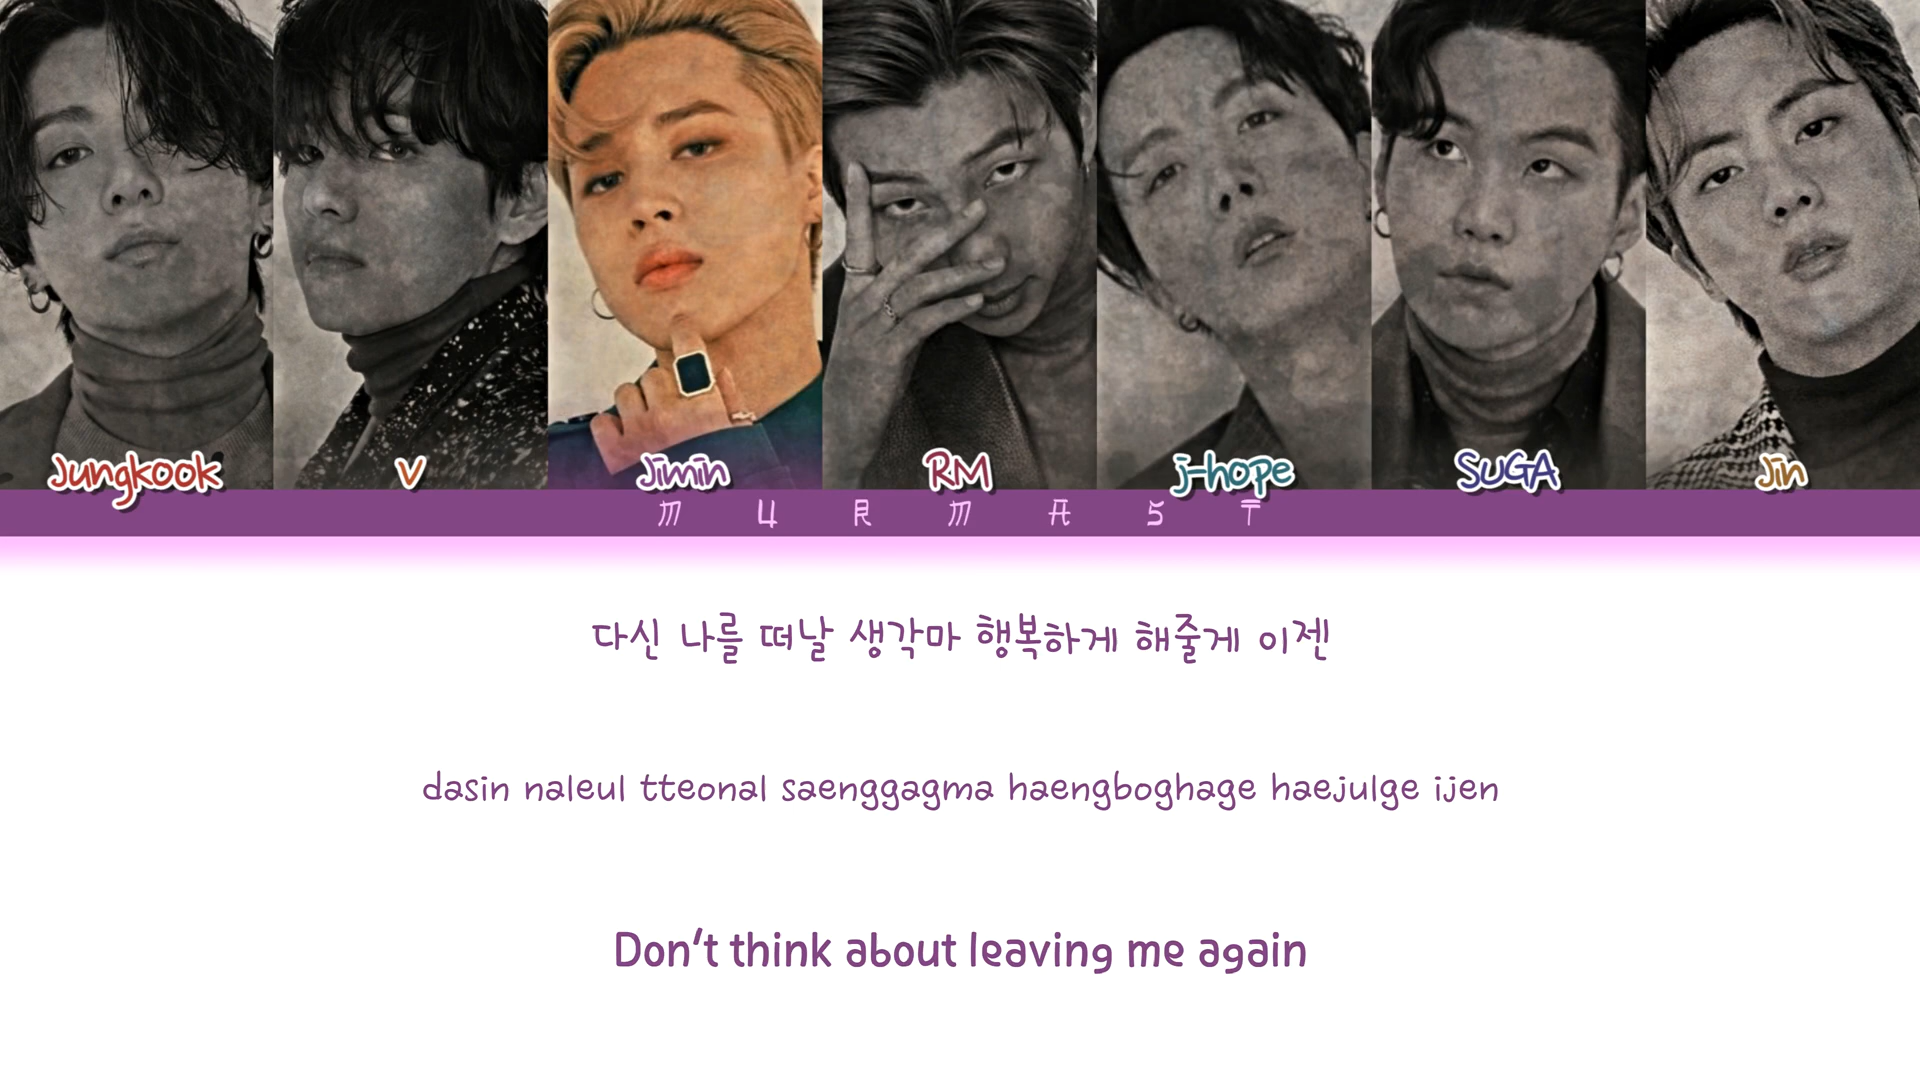 Jungkook V Jimin RM j-hope SUGA Jin
MURMAST
다신 나를 떠날 생각마 행복하게 해줄게 이젠
dasin naleul tteonal saenggagma haengboghage haejulge ijen
Don't think about leaving me again